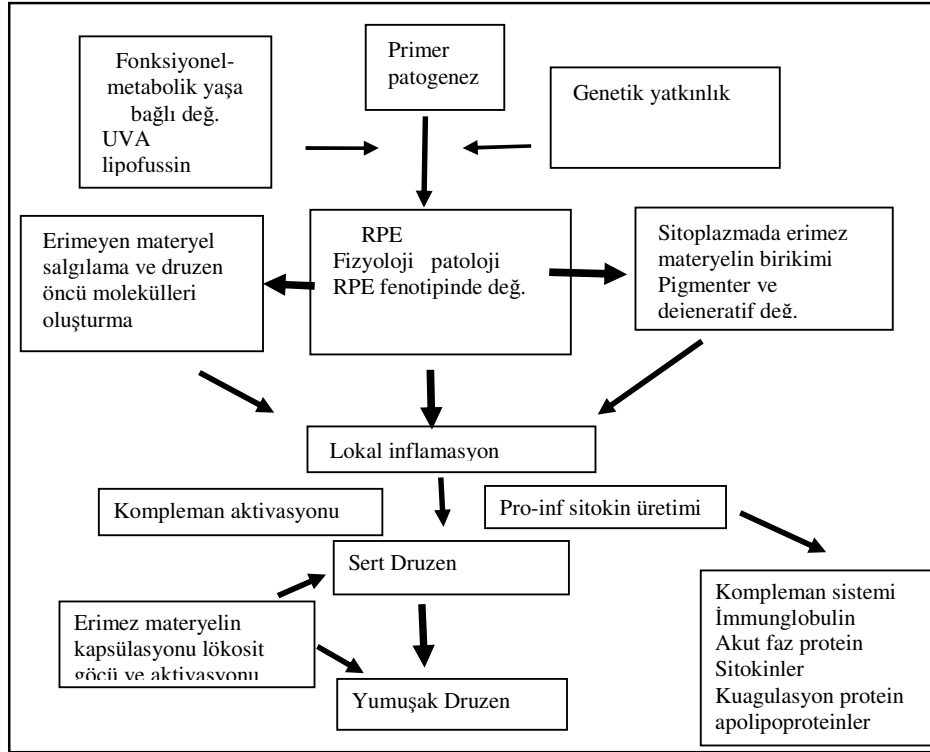 Fonksiyonel-
metabolik yaşa
bağlı değ.
UVA
lipofussin
Primer
patogenez
Genetik yatkınlık
Erimeyen materyel
salgılama ve druzen
öncü molekülleri
oluşturma
RPE
Fizyoloji patoloji
RPE fenotipinde değ.
Sitoplazmada erimez
materyelin birikimi
Pigmenter ve
dejeneratif değ.
Lokal inflamasyon
Kompleman aktivasyonu
Pro-inf sitokin üretimi
Sert Druzen
Erimez materyelin
kapsülasyonu lökosit
göçü ve aktivasyonu
Yumuşak Druzen
Kompleman sistemi
İmmunglobulin
Akut faz protein
Sitokinler
Kuagulasyon protein
apolipoproteinler